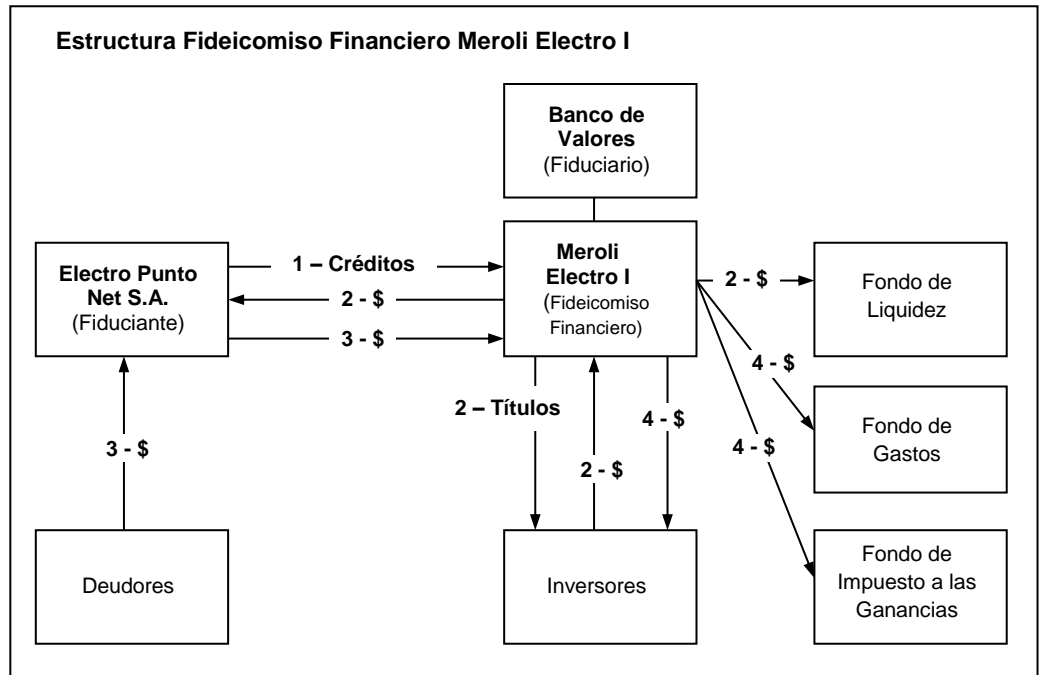 Estructura Fideicomiso Financiero Meroli Electro I
Banco de
Valores
(Fiduciario)
Electro Punto
Net S.A.
(Fiduciante)
1 – Créditos
2 - $
3 - $
Meroli
Electro I
(Fideicomiso
Financiero)
2 - $
Fondo de
Liquidez
4 - $
4 - $
Fondo de
Gastos
2 – Títulos
4 - $
2 - $
3 - $
Deudores
Inversores
Fondo de
Impuesto a las
Ganancias